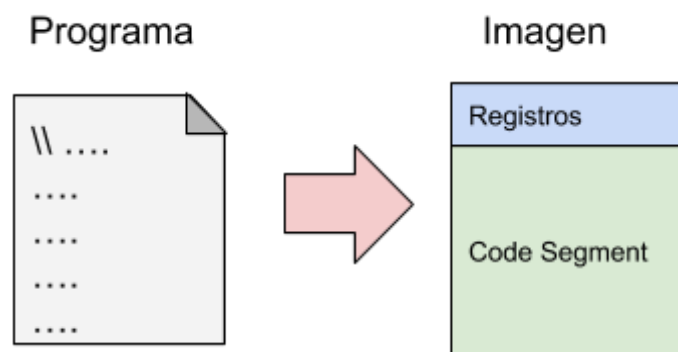 Programa
Imagen
\\ ....
....
....
....
....
Registros
Code Segment